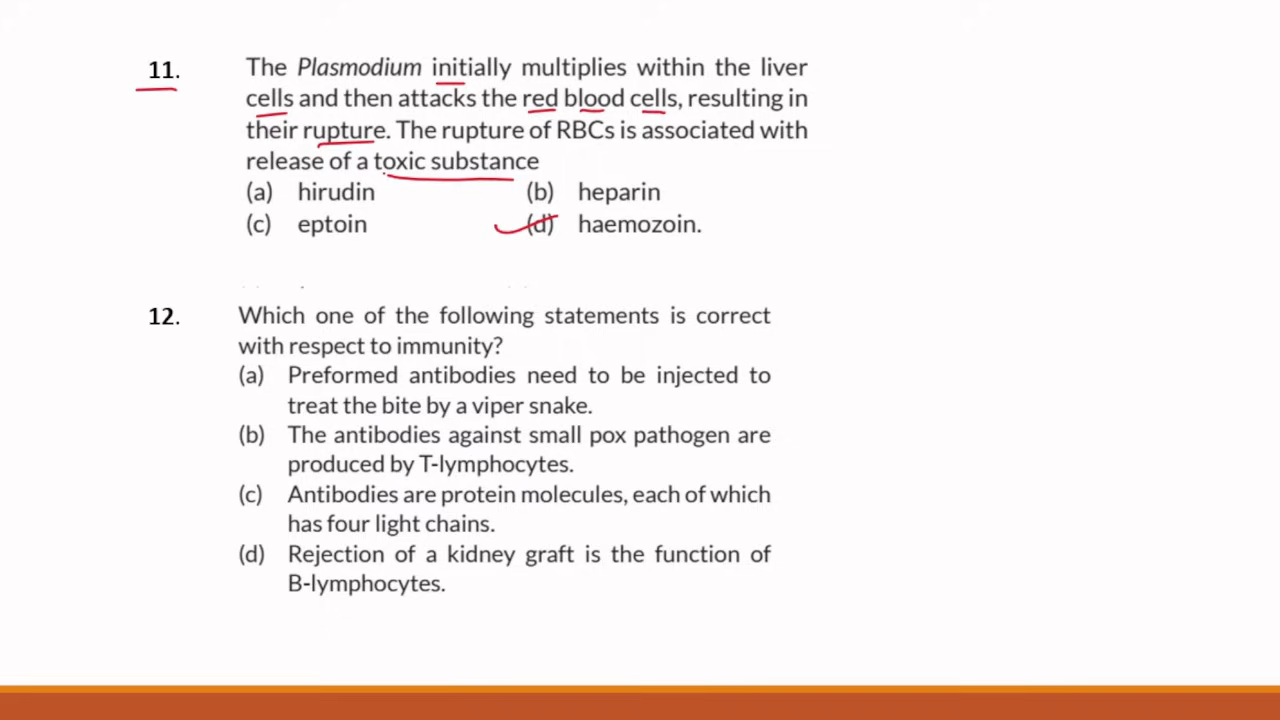 11. The Plasmodium initially multiplies within the liver
cells and then attacks the red blood cells, resulting in
their rupture. The rupture of RBCs is associated with
release of a toxic substance
(a) hirudin (b) heparin
(c) eptoin (d) haemozoin.
12. Which one of the following statements is correct
with respect to immunity?
(a) Preformed antibodies need to be injected to
treat the bite by a viper snake.
(b) The antibodies against small pox pathogen are
produced by T-lymphocytes.
(c) Antibodies are protein molecules, each of which
has four light chains.
(d) Rejection of a kidney graft is the function of
B-lymphocytes.